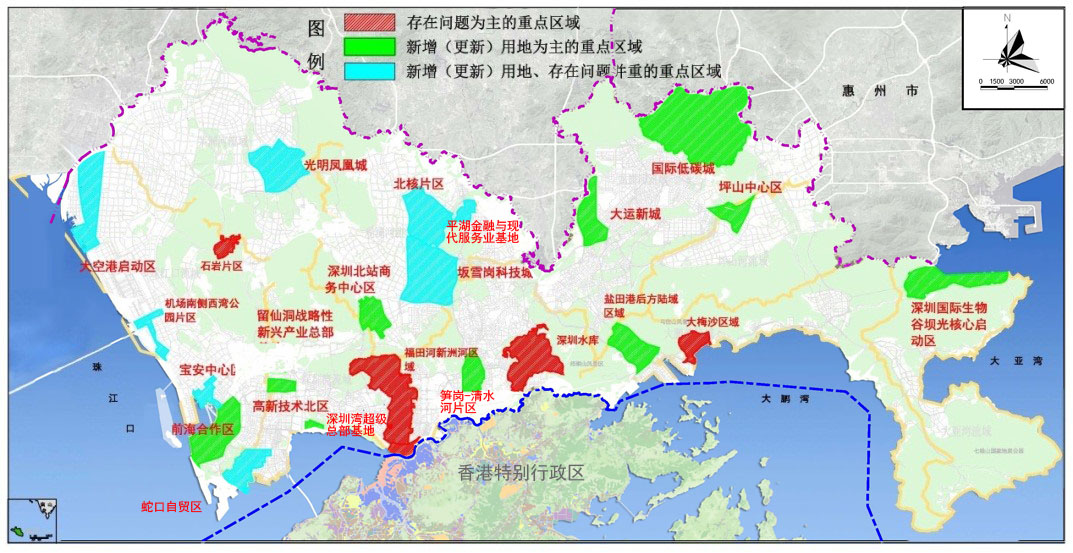 图
例
存在问题为主的重点区域
新增（更新）用地为主的重点区域
新增（更新）用地、存在问题并重的重点区域
N
0 1500 3000 6000
惠州市
国际低碳城
光明凤凰城
北核片区
坪山中心区
大运新城
平湖金融与现
代服务业基地
石岩片区
大空港启动区
深圳北站商
务中心区
坂雪岗科技城
机场南侧西湾公
园片区
留仙洞战略性
新兴产业总部
盐田港后方陆域
区域
大梅沙区域
深圳国际生物
谷坝光核心启
动区
深圳水库
福田河新洲河区
域
大亚湾
珠
江
口
宝安中心区
高新技术北区
笋岗-清水
河片区
大鹏湾
前海合作区
深圳湾超级
总部基地
香港特别行政区
蛇口自贸区